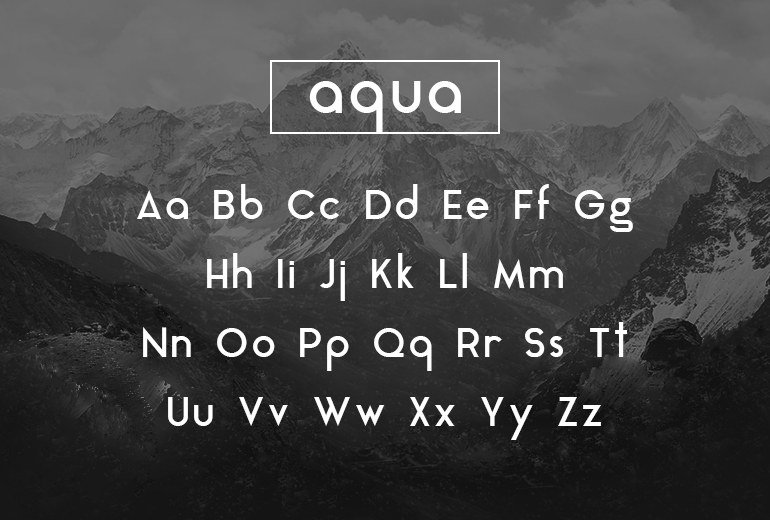 aqua
Aa Bb Cc Dd Ee Ff Gg
Hh Ii Jj Kk Ll Mm
Nn Oo Pp Qq Rr Ss Tt
Uu Vv Ww Xx Yy Zz